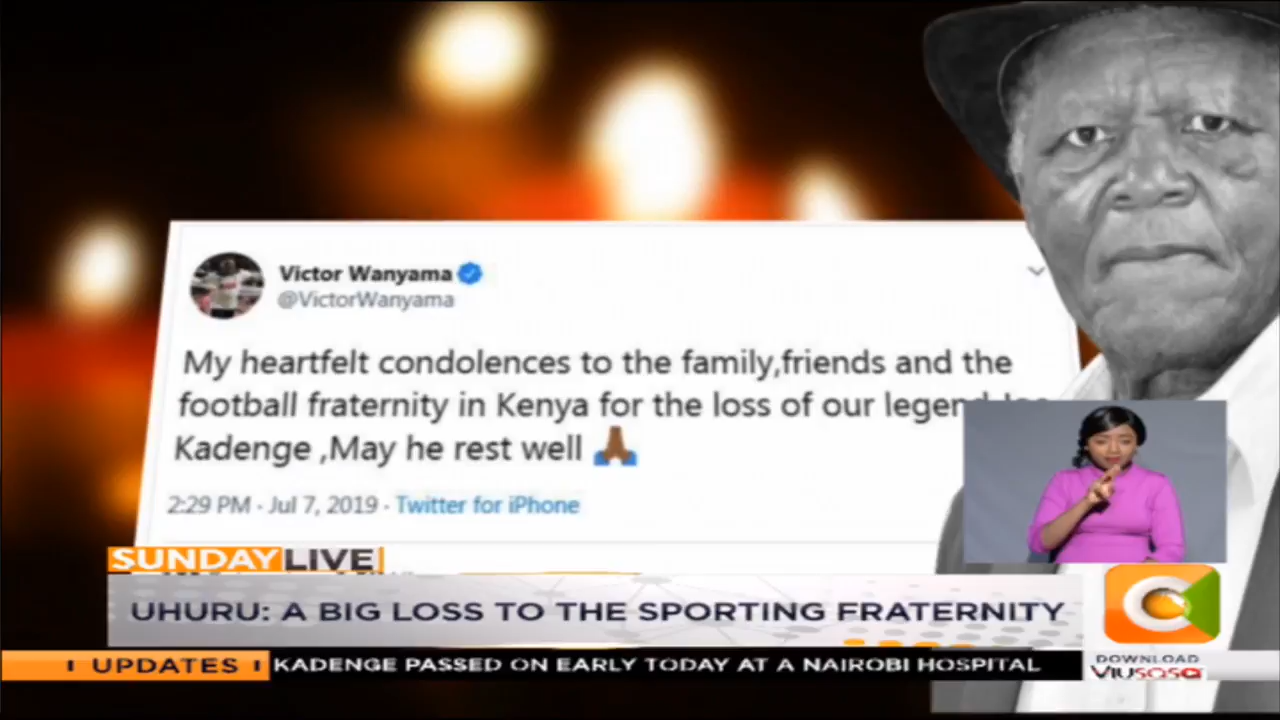 Victor Wanyama
@VictorWanyama
My heartfelt condolences to the family,friends and the
football fraternity in Kenya for the loss of our legend
Kadenge ,May he rest well
2:29 PM · Jul 7, 2019 · Twitter for iPhone
SUNDAY LIVE
UHURU: A BIG LOSS TO THE SPORTING FRATERNITY
UPDATES KADENGE PASSED ON EARLY TODAY AT A NAIROBI HOSPITAL
DOWNLOAD
VIUSASA